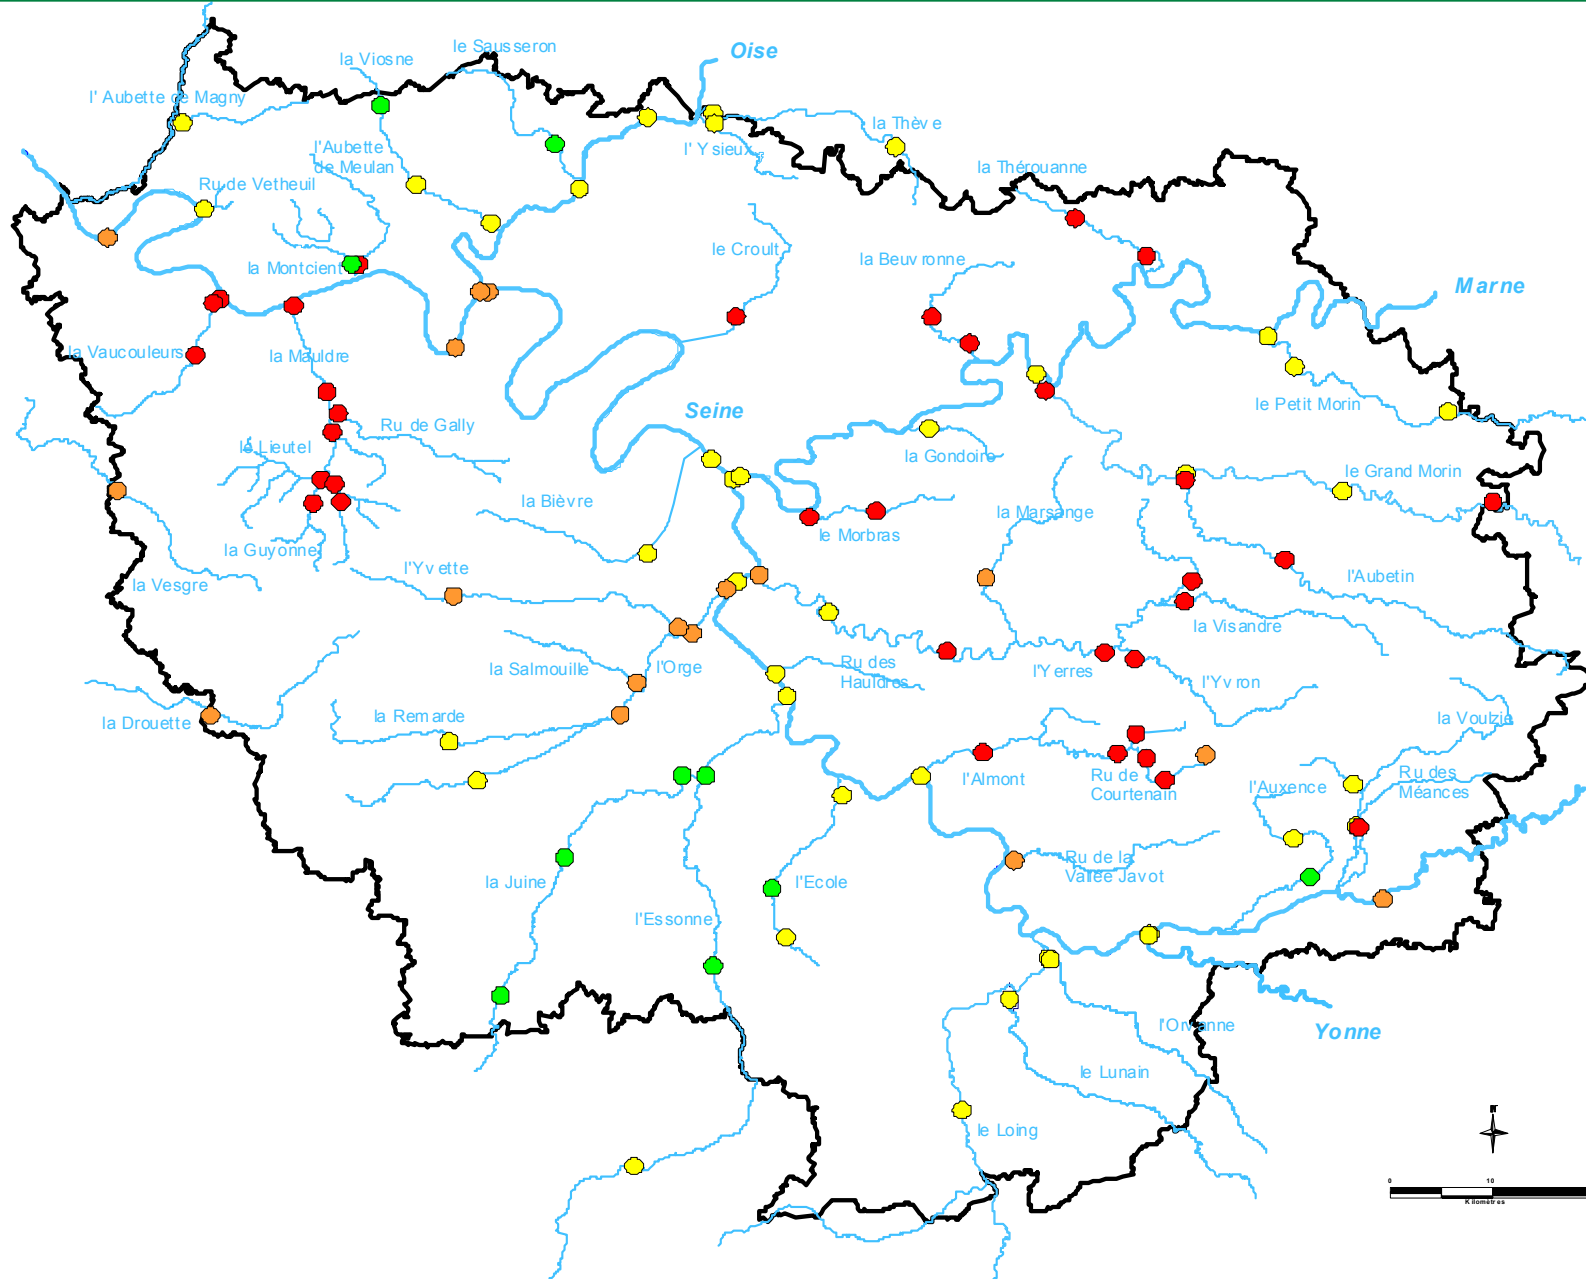 Oise
le Sausseron
la Viosne
l' Aubette de Magny
la Thève
l' Ysieux
l'Aubette
de Meulan
la Thérouanne
Ru de Vetheuil
le Croult
la Beuvronne
la Montcient
Marne
la Vaucouleurs
la Mauldre
le Petit Morin
Seine
Ru de Gally
le Lieutel
la Gondoire
le Grand Morin
la Bièvre
la Marsange
le Morbras
la Guyonne
l'Yvette
l'Aubetin
la Vesgre
la Visandre
la Salmouille
l'Orge
Ru des
Hauldres
l'Yerres
l'Yvron
la Drouette
la Remarde
la Voulzie
l'Almont
Ru de
Courtenain
l'Auxence
Ru des
Méances
la Juine
l'Ecole
Ru de la
Vallée Javot
l'Essonne
l'Orvanne
Yonne
le Lunain
le Loing
0 10
Kilomètres